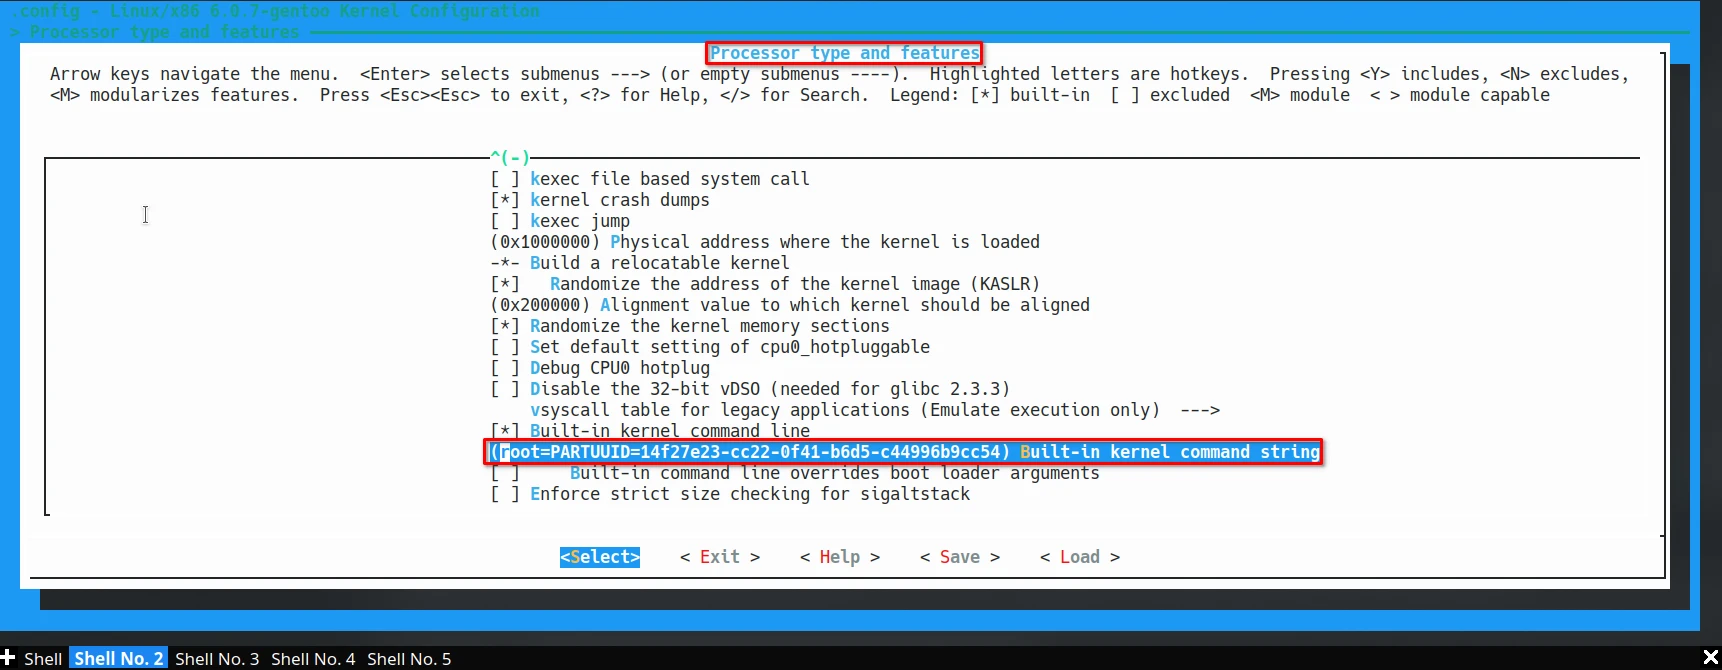 .config - Linux/x86 6.0.7-gentoo Kernel Configuration
> Processor type and features
Processor type and features
Arrow keys navigate the menu.  <Enter> selects submenus ---> (or empty submenus ----).  Highlighted letters are hotkeys.  Pressing <Y> includes, <N> excludes,
<M> modularizes features.  Press <Esc><Esc> to exit, <?> for Help, </> for Search.  Legend: [*] built-in  [ ] excluded  <M> module  < > module capable
^(-)
[ ] kexec file based system call
[*] kernel crash dumps
[ ] kexec jump
(0x1000000) Physical address where the kernel is loaded
-*- Build a relocatable kernel
[*]   Randomize the address of the kernel image (KASLR)
(0x200000) Alignment value to which kernel should be aligned
[*] Randomize the kernel memory sections
[ ] Set default setting of cpu0_hotpluggable
[ ] Debug CPU0 hotplug
[ ] Disable the 32-bit vDSO (needed for glibc 2.3.3)
vsyscall table for legacy applications (Emulate execution only)  --->
[*] Built-in kernel command line
(root=PARTUUID=14f27e23-cc22-0f41-b6d5-c44996b9cc54) Built-in kernel command string
[ ]     Built-in command line overrides boot loader arguments
[ ] Enforce strict size checking for sigaltstack
<Select>    < Exit >    < Help >    < Save >    < Load >
Shell  Shell No. 2  Shell No. 3  Shell No. 4  Shell No. 5